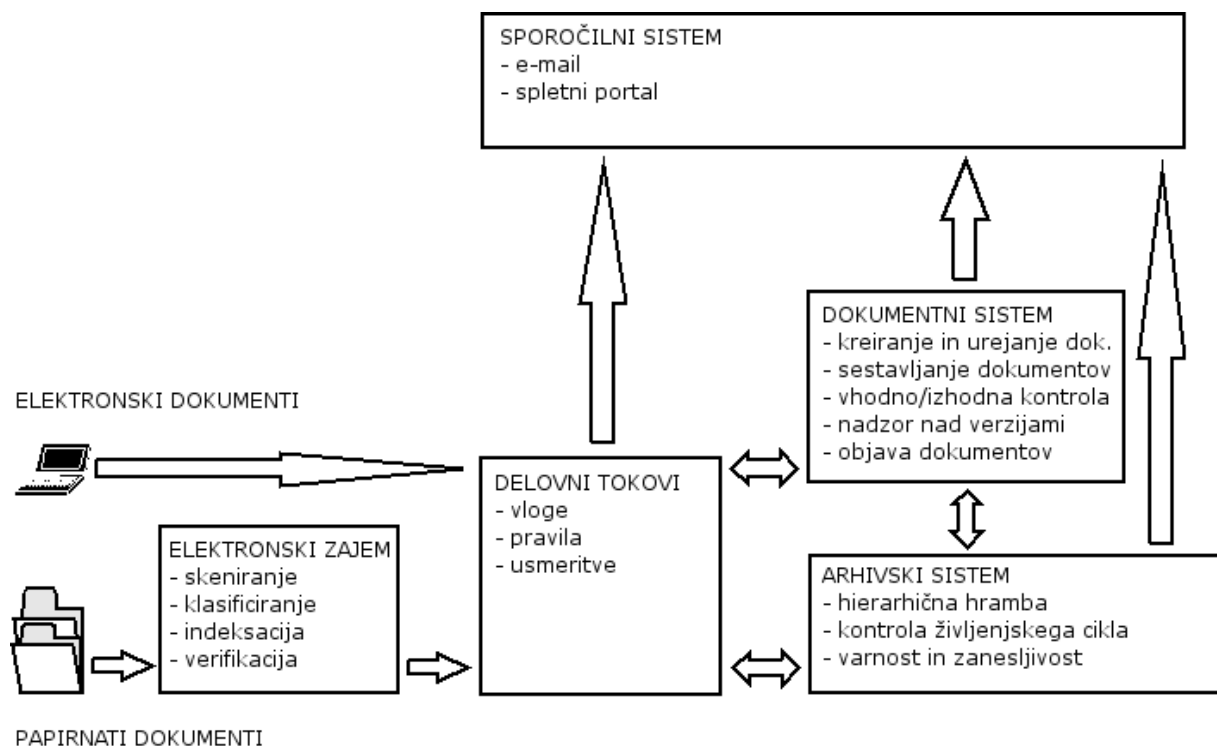 SPOROČILNI SISTEM
- e-mail
- spletni portal
DOKUMENTNI SISTEM
- kreiranje in urejanje dok.
- sestavljanje dokumentov
- vhodno/izhodna kontrola
- nadzor nad verzijami
- objava dokumentov
ELEKTRONSKI DOKUMENTI
DELOVNI TOKOVI
- vloge
- pravila
- usmeritve
ELEKTRONSKI ZAJEM
- skeniranje
- klasificiranje
- indeksacija
- verifikacija
ARHIVSKI SISTEM
- hierarhična hramba
- kontrola življenjskega cikla
- varnost in zanesljivost
PAPIRNATI DOKUMENTI